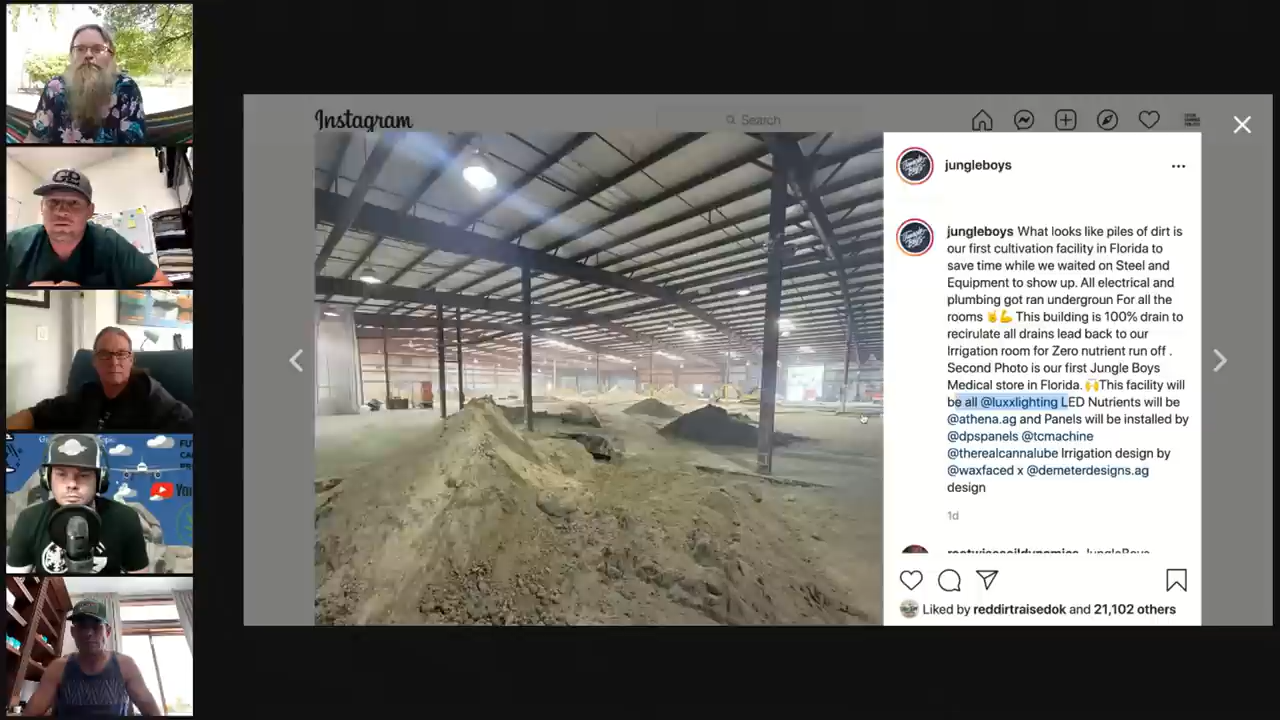 Instagram
Search
jungleboys
jungleboys What looks like piles of dirt is
our first cultivation facility in Florida to
save time while we waited on Steel and
Equipment to show up. All electrical and
plumbing got ran undergroun For all the
rooms 🤞💪 This building is 100% drain to
recirulate all drains lead back to our
Irrigation room for Zero nutrient run off .
Second Photo is our first Jungle Boys
Medical store in Florida. 🙌This facility will
be all @luxxlighting LED Nutrients will be
@athena.ag and Panels will be installed by
@dpspanels @tcmachine
@therealcannalube Irrigation design by
@waxfaced x @demeterdesigns.ag
design
1d
rootwisesoildynamics JungleBoys
Liked by reddirtraisedok and 21,102 others